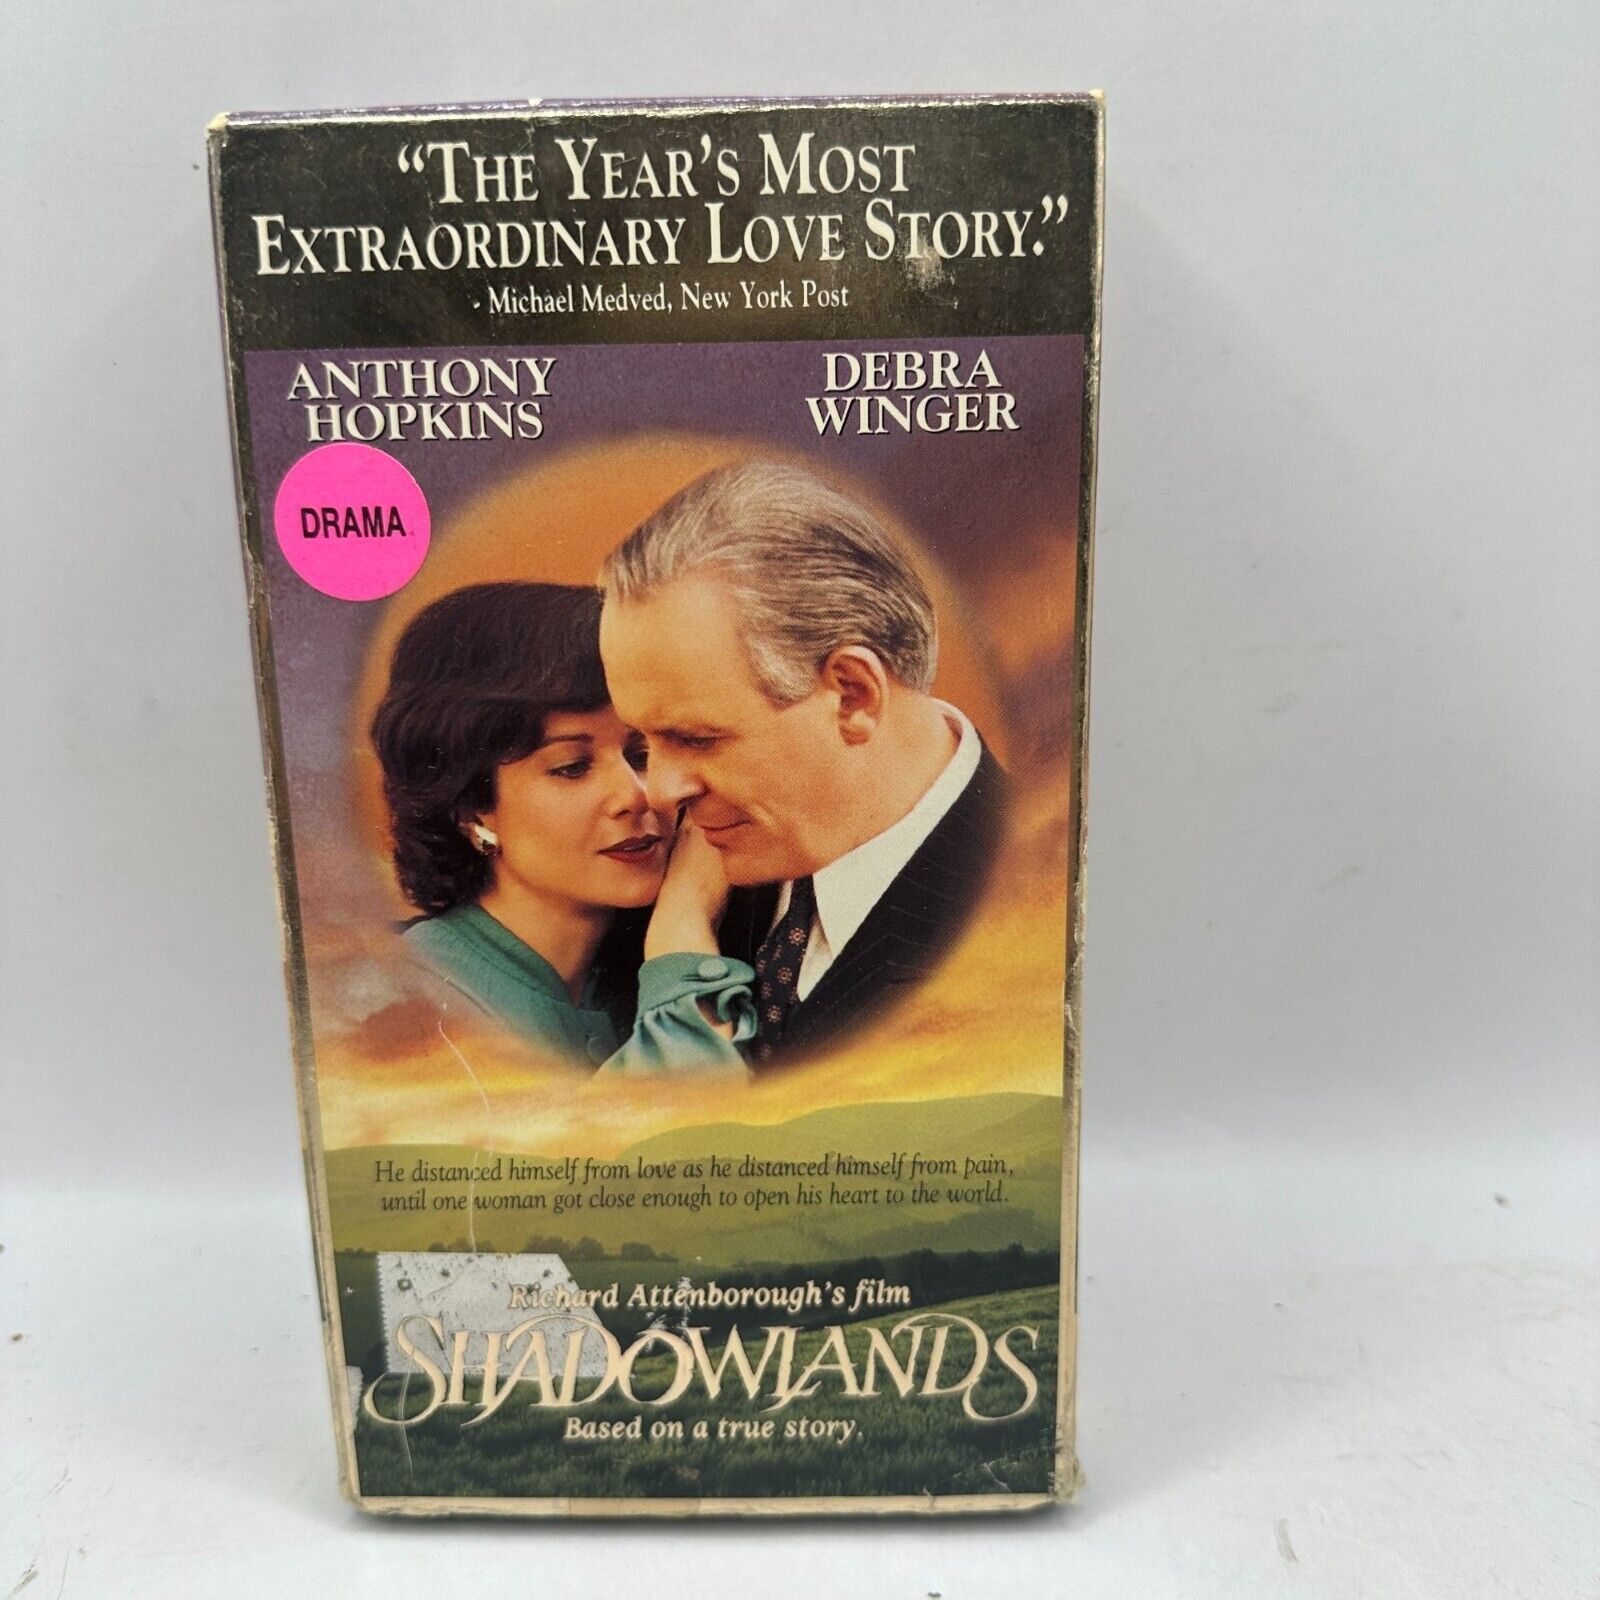 “THE YEAR’S MOST
EXTRAORDINARY LOVE STORY.”
- Michael Medved, New York Post
ANTHONY
HOPKINS
DEBRA
WINGER
DRAMA
He distanced himself from love as he distanced himself from pain,
until one woman got close enough to open his heart to the world.
Richard Attenborough's film
SHADOWLANDS
Based on a true story.